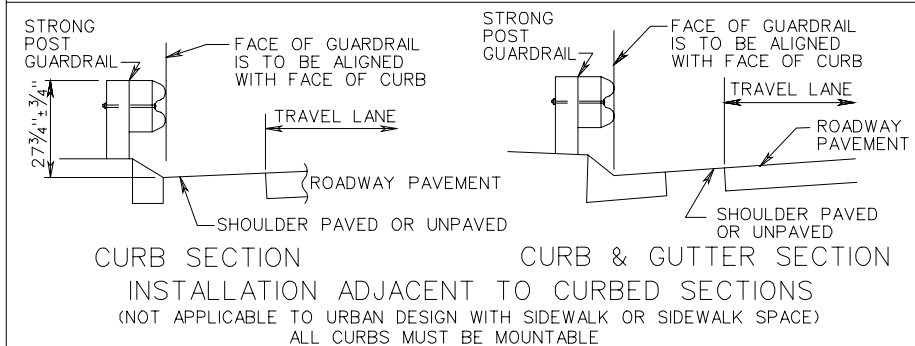 STRONG
POST
GUARDRAIL
FACE OF GUARDRAIL
IS TO BE ALIGNED
WITH FACE OF CURB
TRAVEL LANE
27 3/4" ± 3/4"
ROADWAY PAVEMENT
SHOULDER PAVED OR UNPAVED
CURB SECTION
STRONG
POST
GUARDRAIL
FACE OF GUARDRAIL
IS TO BE ALIGNED
WITH FACE OF CURB
TRAVEL LANE
ROADWAY
PAVEMENT
SHOULDER PAVED
OR UNPAVED
CURB & GUTTER SECTION
INSTALLATION ADJACENT TO CURBED SECTIONS
(NOT APPLICABLE TO URBAN DESIGN WITH SIDEWALK OR SIDEWALK SPACE)
ALL CURBS MUST BE MOUNTABLE